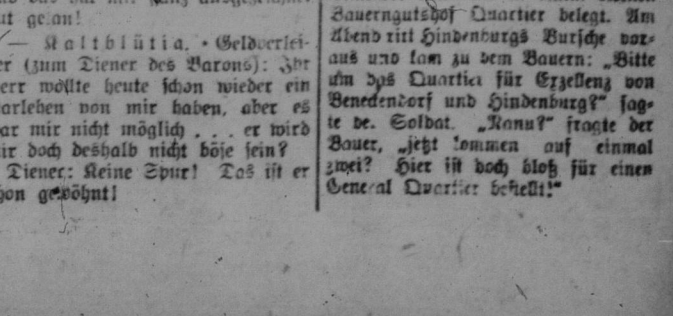 ut getan!
— Kaltblütig. • Geldverlei-
er (zum Diener des Barons): Ihr
err wollte heute schon wieder ein
arlehen von mir haben, aber es
ar mir nicht möglich . . . er wird
ir doch deshalb nicht böse sein?
Diener: Keine Spur! Das ist er
hon gewöhnt!
Bauerngutshof Quartier belegt. Am
Abend ritt Hindenburgs Bursche vor-
aus und kam zu dem Bauern: „Bitte
um das Quartier für Exzellenz von
Benedendorf und Hindenburg?" sag-
te de. Soldat. „Nanu?" fragte der
Bauer, „jetzt kommen auf einmal
zwei? Hier ist doch bloß für einen
General Quartier bestellt!"